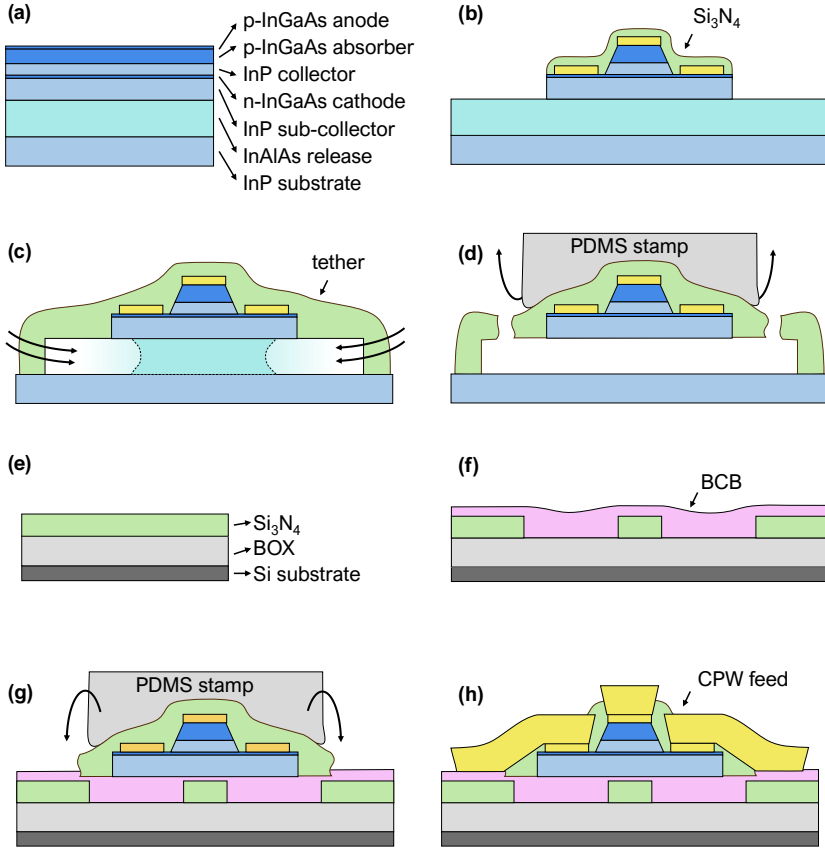 (a)
p-InGaAs anode
p-InGaAs absorber
InP collector
n-InGaAs cathode
InP sub-collector
InAlAs release
InP substrate
(b)
Si₃N₄
(c)
tether
(d)
PDMS stamp
(e)
Si₃N₄
BOX
Si substrate
(f)
BCB
(g)
PDMS stamp
(h)
CPW feed